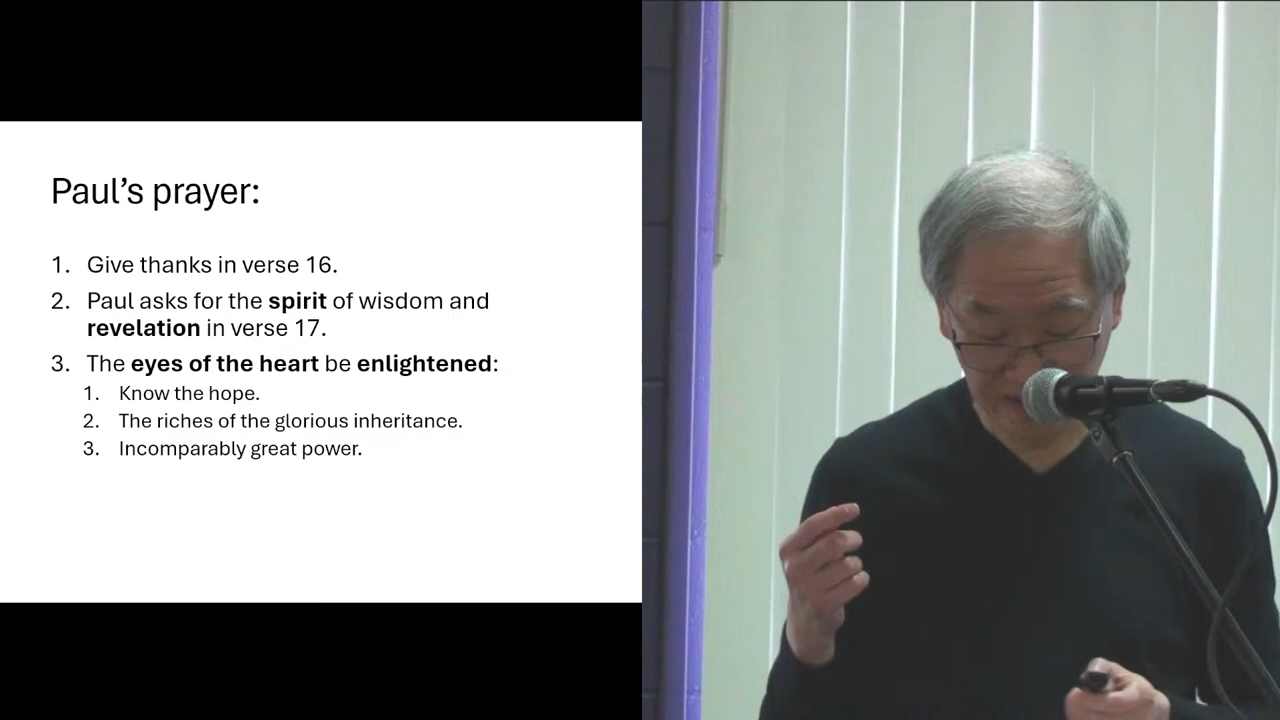 Paul’s prayer:
1. Give thanks in verse 16.
2. Paul asks for the spirit of wisdom and
revelation in verse 17.
3. The eyes of the heart be enlightened:
1. Know the hope.
2. The riches of the glorious inheritance.
3. Incomparably great power.